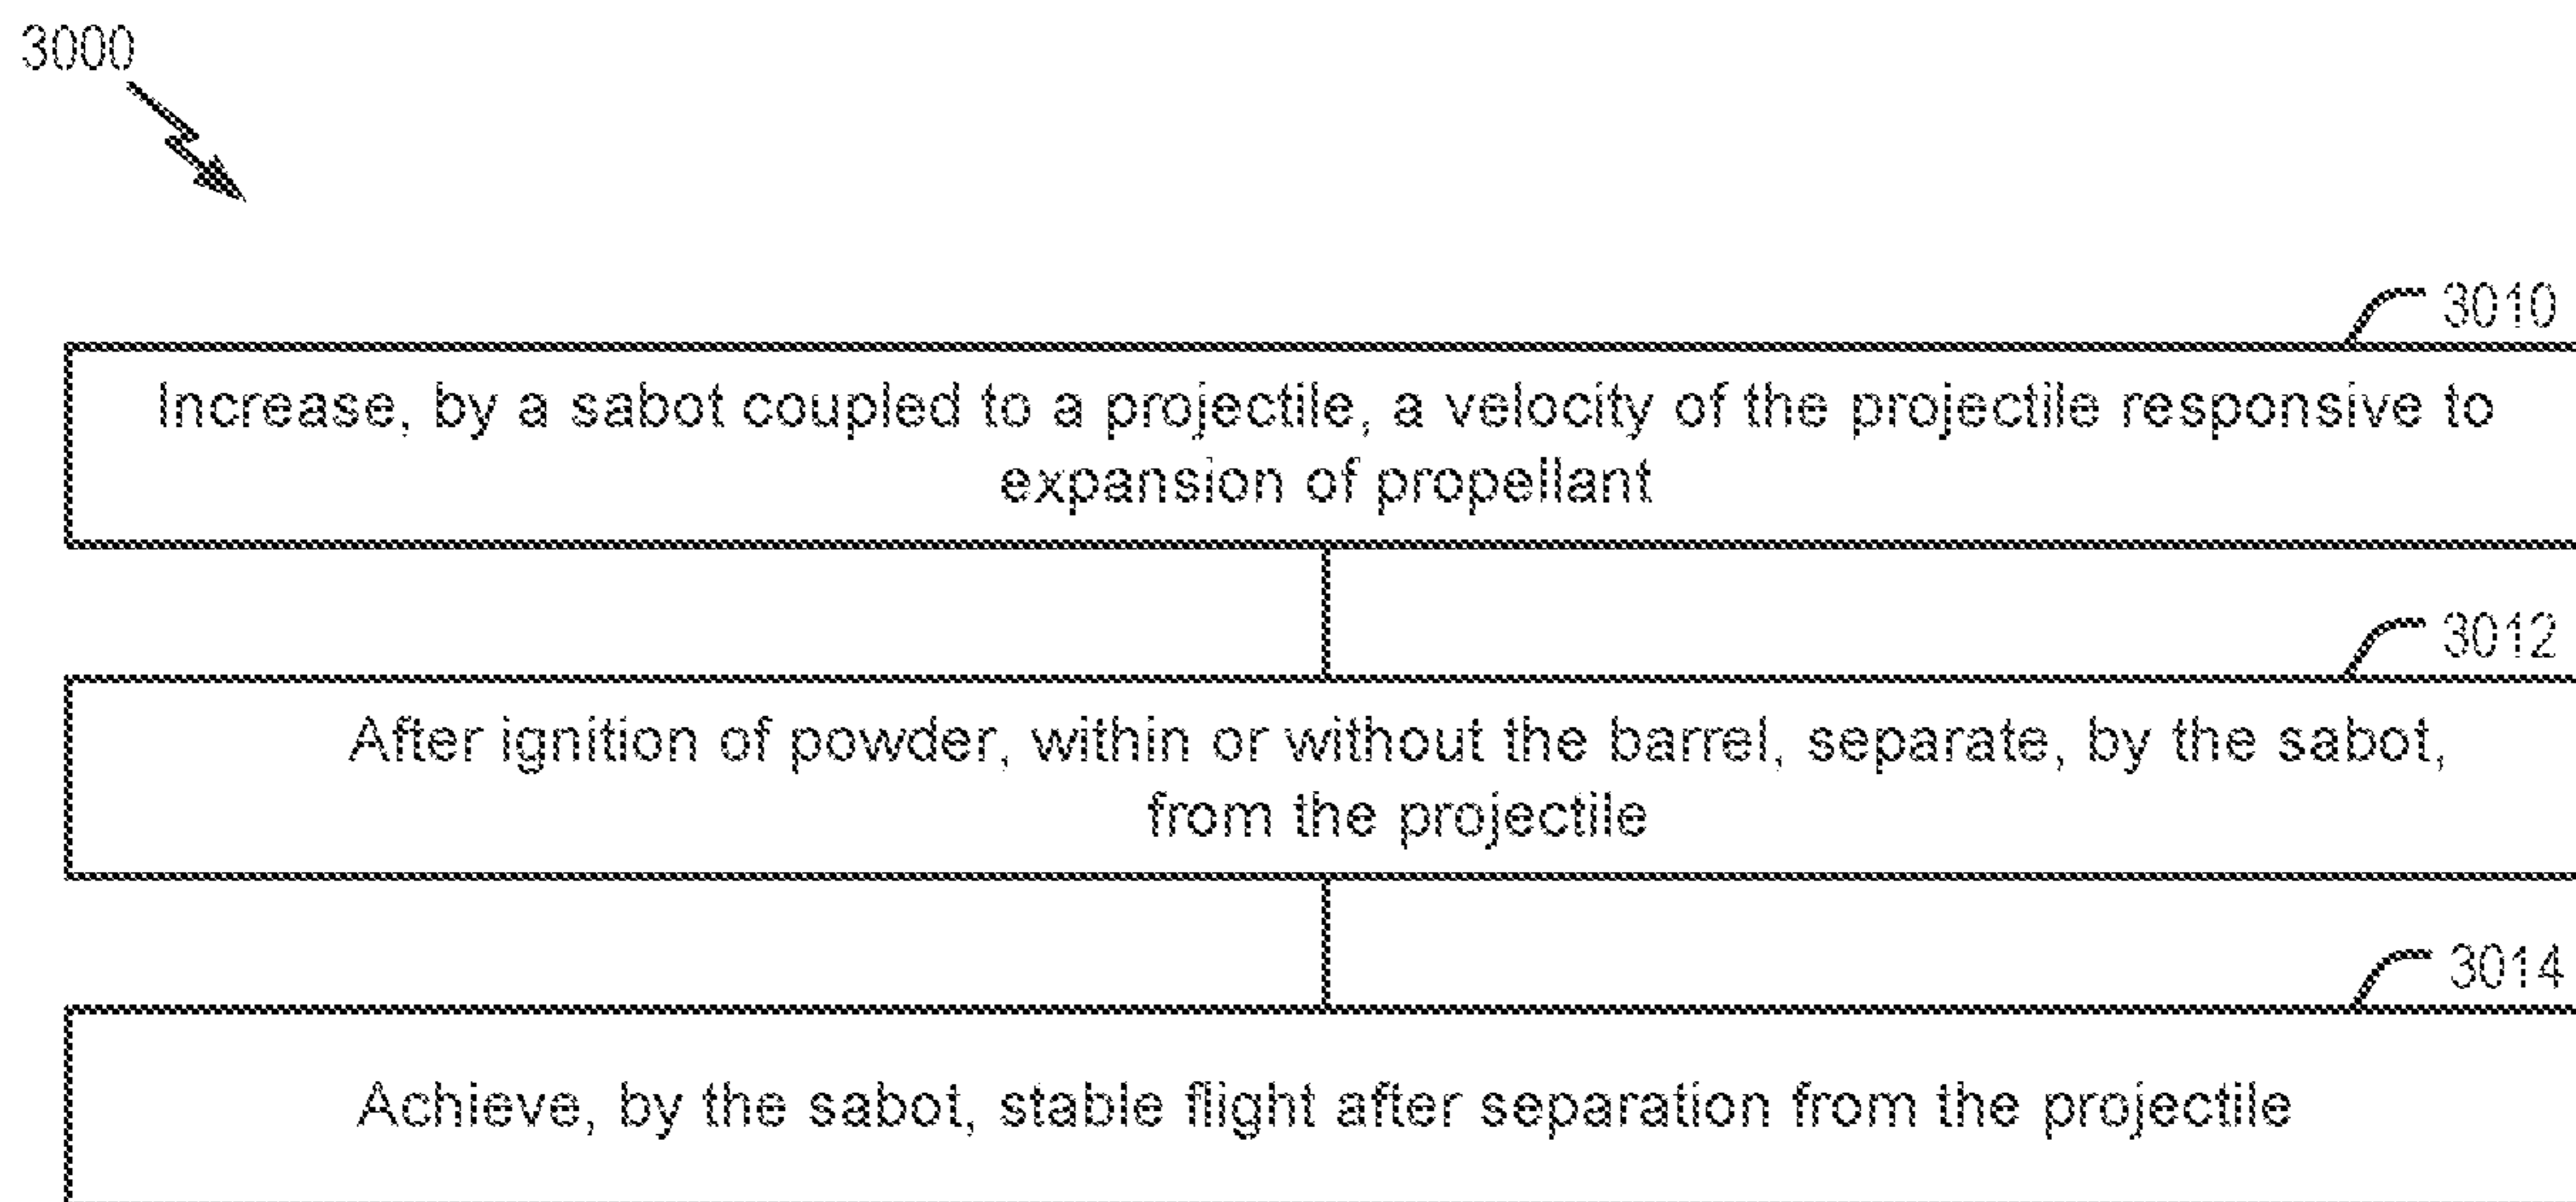 3000
3010
Increase, by a sabot coupled to a projectile, a velocity of the projectile responsive to
expansion of propellant
3012
After ignition of powder, within or without the barrel, separate, by the sabot,
from the projectile
3014
Achieve, by the sabot, stable flight after separation from the projectile